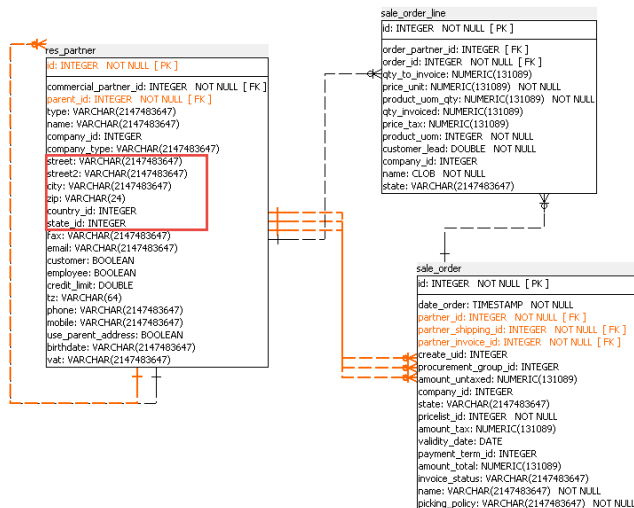 sale_order_line
id: INTEGER NOT NULL [ PK ]
order_partner_id: INTEGER [ FK ]
order_id: INTEGER NOT NULL [ FK ]
qty_to_invoice: NUMERIC(131089)
price_unit: NUMERIC(131089) NOT NULL
product_uom_qty: NUMERIC(131089) NOT NULL
qty_invoiced: NUMERIC(131089)
price_tax: NUMERIC(131089)
product_uom: INTEGER NOT NULL
customer_lead: DOUBLE NOT NULL
company_id: INTEGER
name: CLOB NOT NULL
state: VARCHAR(2147483647)
res_partner
id: INTEGER NOT NULL [ PK ]
commercial_partner_id: INTEGER NOT NULL [ FK ]
parent_id: INTEGER NOT NULL [ FK ]
type: VARCHAR(2147483647)
name: VARCHAR(2147483647)
company_id: INTEGER
company_type: VARCHAR(2147483647)
street: VARCHAR(2147483647)
street2: VARCHAR(2147483647)
city: VARCHAR(2147483647)
zip: VARCHAR(24)
country_id: INTEGER
state_id: INTEGER
fax: VARCHAR(2147483647)
email: VARCHAR(2147483647)
customer: BOOLEAN
employee: BOOLEAN
credit_limit: DOUBLE
tz: VARCHAR(64)
phone: VARCHAR(2147483647)
mobile: VARCHAR(2147483647)
use_parent_address: BOOLEAN
birthdate: VARCHAR(2147483647)
vat: VARCHAR(2147483647)
sale_order
id: INTEGER NOT NULL [ PK ]
date_order: TIMESTAMP NOT NULL
partner_id: INTEGER NOT NULL [ FK ]
partner_shipping_id: INTEGER NOT NULL [ FK ]
partner_invoice_id: INTEGER NOT NULL [ FK ]
create_uid: INTEGER
procurement_group_id: INTEGER
amount_untaxed: NUMERIC(131089)
company_id: INTEGER
state: VARCHAR(2147483647)
pricelist_id: INTEGER NOT NULL
amount_tax: NUMERIC(131089)
validity_date: DATE
payment_term_id: INTEGER
amount_total: NUMERIC(131089)
invoice_status: VARCHAR(2147483647)
name: VARCHAR(2147483647) NOT NULL
picking_policy: VARCHAR(2147483647) NOT NULL